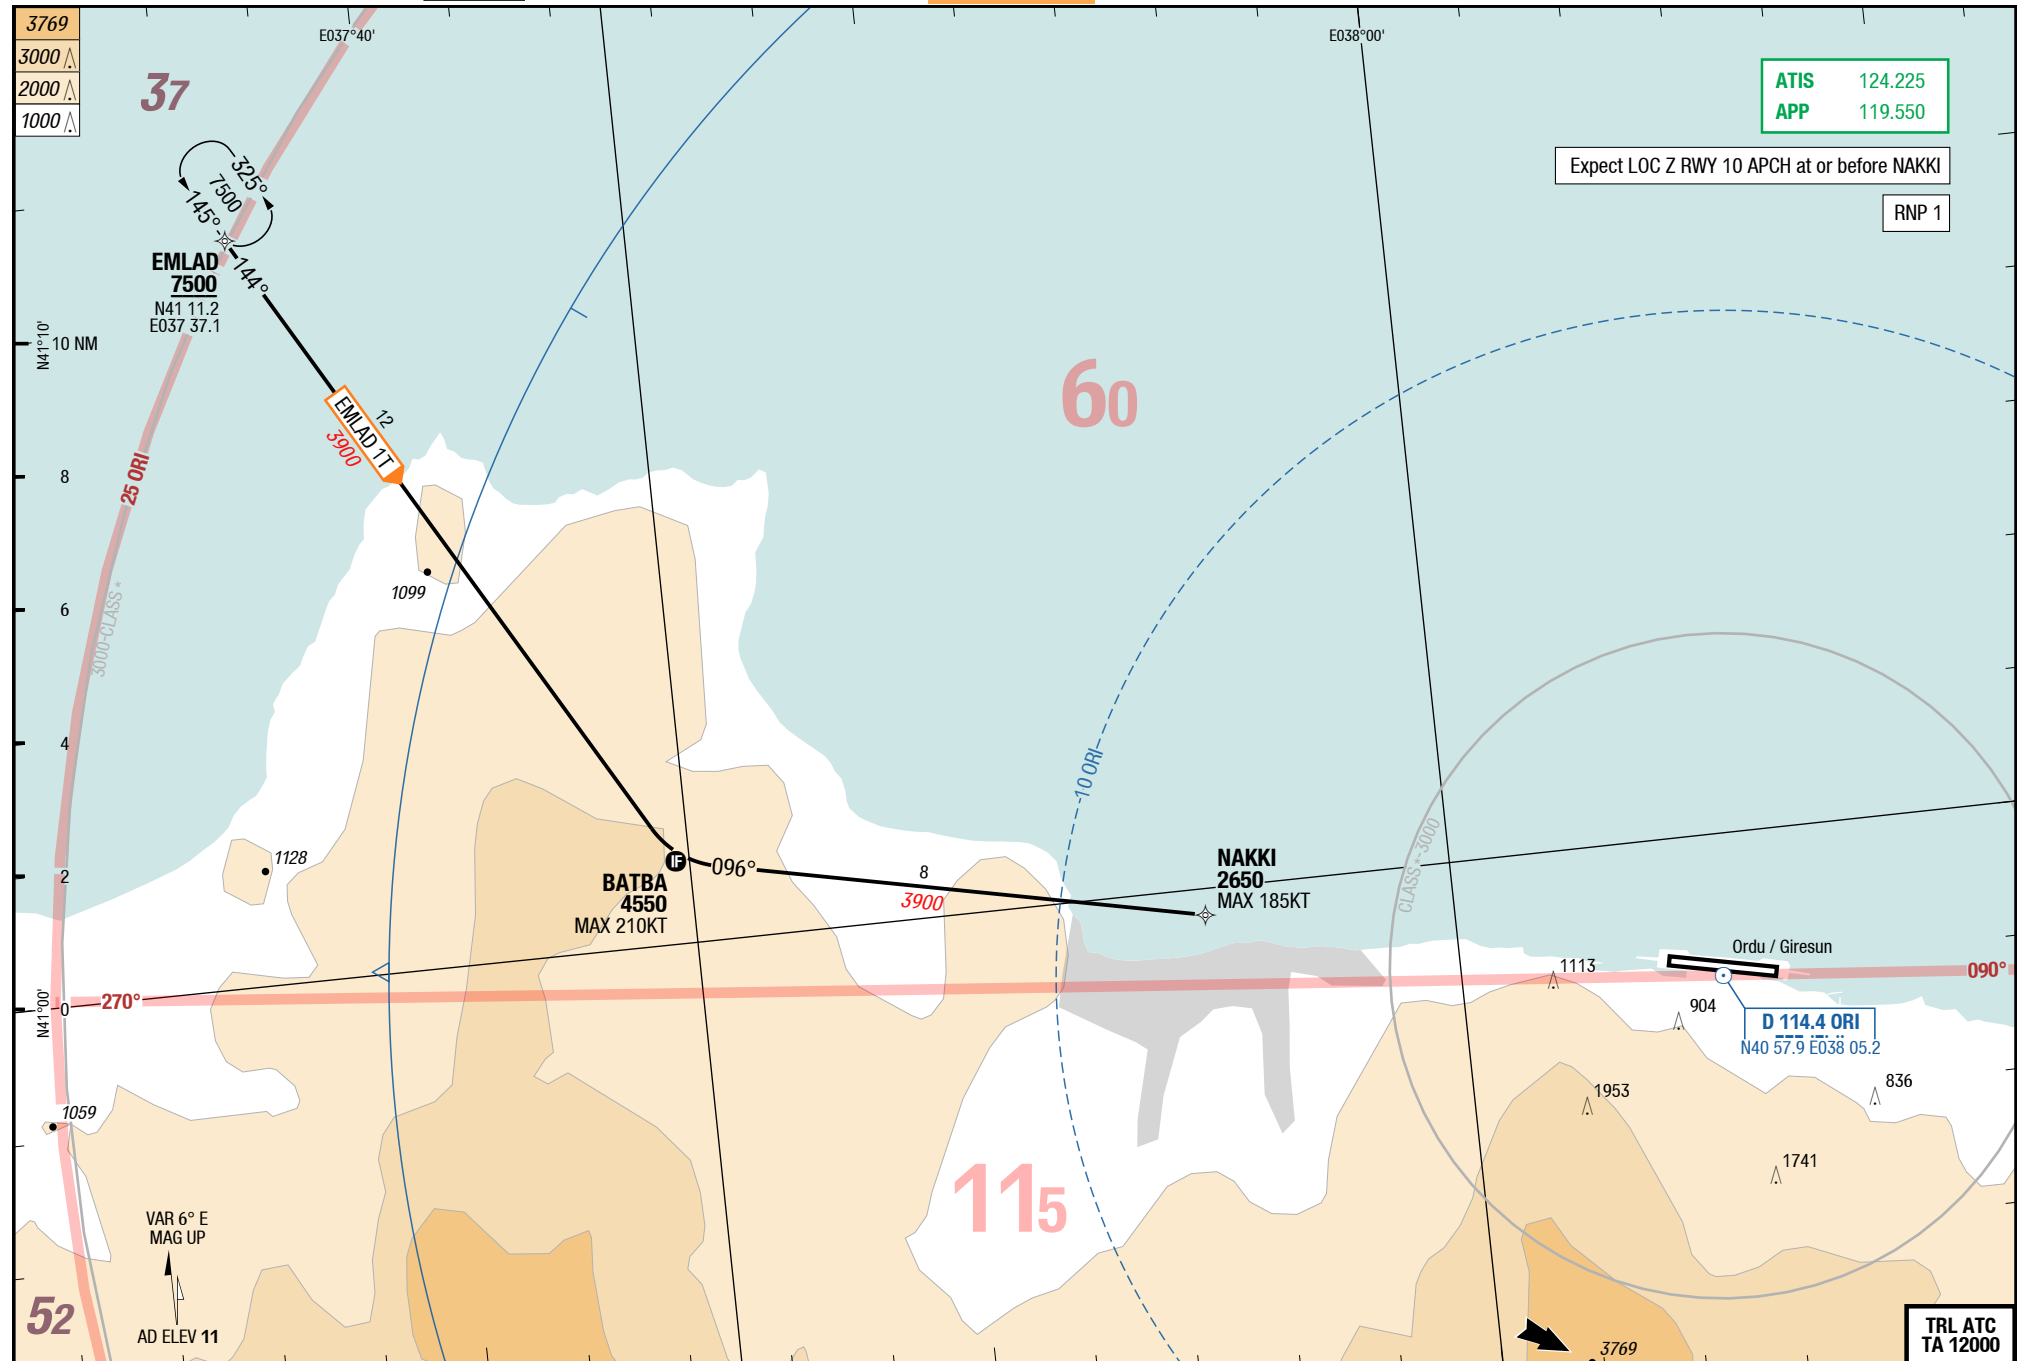 3769
3000
2000
1000
37
E037°40'
E038°00'
ATIS 124.225
APP 119.550
Expect LOC Z RWY 10 APCH at or before NAKKI
RNP 1
325°
7500
145°
EMLAD
7500
N41 11.2
E037 37.1
144°
N41°10'
10 NM
8
6
4
2
0
N41°00'
12
EMLAD 1T
3900
60
25 ORI
3000-CLASS *
1099
1128
10 ORI
BATBA
4550
MAX 210KT
IF
096°
8
3900
NAKKI
2650
MAX 185KT
CLASS *-3000
Ordu / Giresun
1113
270°
090°
904
D 114.4 ORI
N40 57.9 E038 05.2
836
1953
1741
1059
115
VAR 6° E
MAG UP
AD ELEV 11
52
3769
TRL ATC
TA 12000